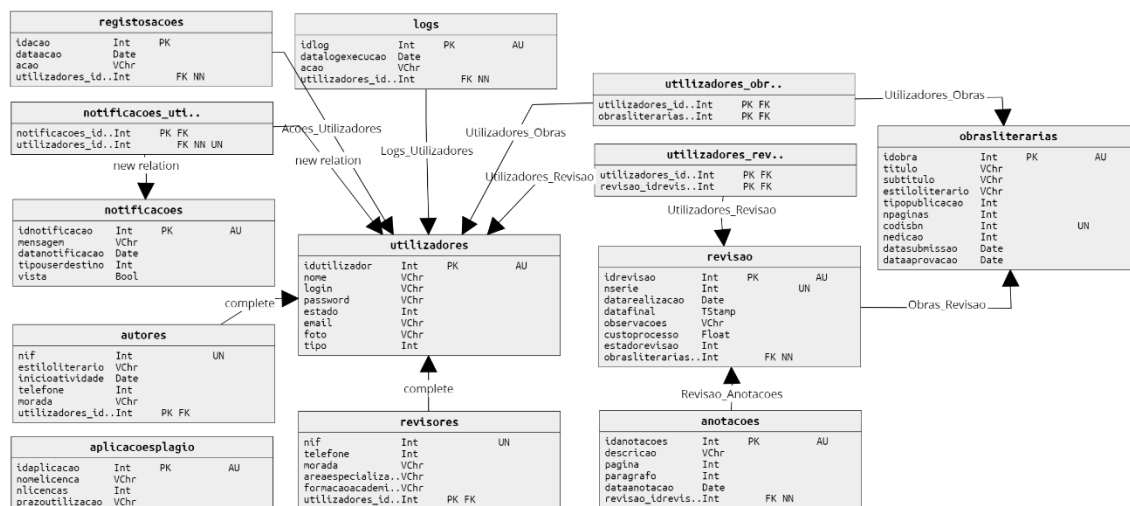 registosacoes
idacao Int PK
dataacao Date
acao VChr
utilizadores_id..Int FK NN
logs
idlog Int PK AU
datalogexecucao Date
acao VChr
utilizadores_id..Int FK NN
utilizadores_obr..
utilizadores_id..Int PK FK
obrasliterarias..Int PK FK
Utilizadores_Obras
notificacoes_uti..
notificacoes_id..Int PK FK
utilizadores_id..Int FK NN UN
Acoes_Utilizadores
new relation
Logs_Utilizadores
Utilizadores_Obras
Utilizadores_Revisao
utilizadores_rev..
utilizadores_id..Int PK FK
revisao_idrevis..Int PK FK
Utilizadores_Revisao
obrasliterarias
idobra Int PK AU
titulo VChr
subtitulo VChr
estiloliterario VChr
tipopublicacao Int
npaginas Int
codisbn Int UN
nedicao Int
datasubmissao Date
dataaprovacao Date
new relation
notificacoes
idnotificacao Int PK AU
mensagem VChr
datanotificacao Date
tipouserdestino Int
vista Bool
utilizadores
idutilizador Int PK AU
nome VChr
login VChr
password VChr
estado Int
email VChr
foto VChr
tipo Int
revisao
idrevisao Int PK AU
nserie Int UN
datarealizacao Date
datafinal TStamp
observacoes VChr
custoprocesso Float
estadorevisao Int
obrasliterarias..Int FK NN
Obras_Revisao
complete
autores
nif Int UN
estiloliterario VChr
inicioatividade Date
telefone Int
morada VChr
utilizadores_id..Int PK FK
complete
revisores
nif Int UN
telefone Int
morada VChr
areaespecializa..VChr
formacaoacademi..VChr
utilizadores_id..Int PK FK
Revisão_Anotacoes
anotacoes
idanotacoes Int PK AU
descricao VChr
pagina Int
paragrafo Int
dataanotacao Date
revisao_idrevis..Int FK NN
aplicacoesplagio
idaplicacao Int PK AU
nomelicenca VChr
nlicencas Int
prazoutilizacao VChr